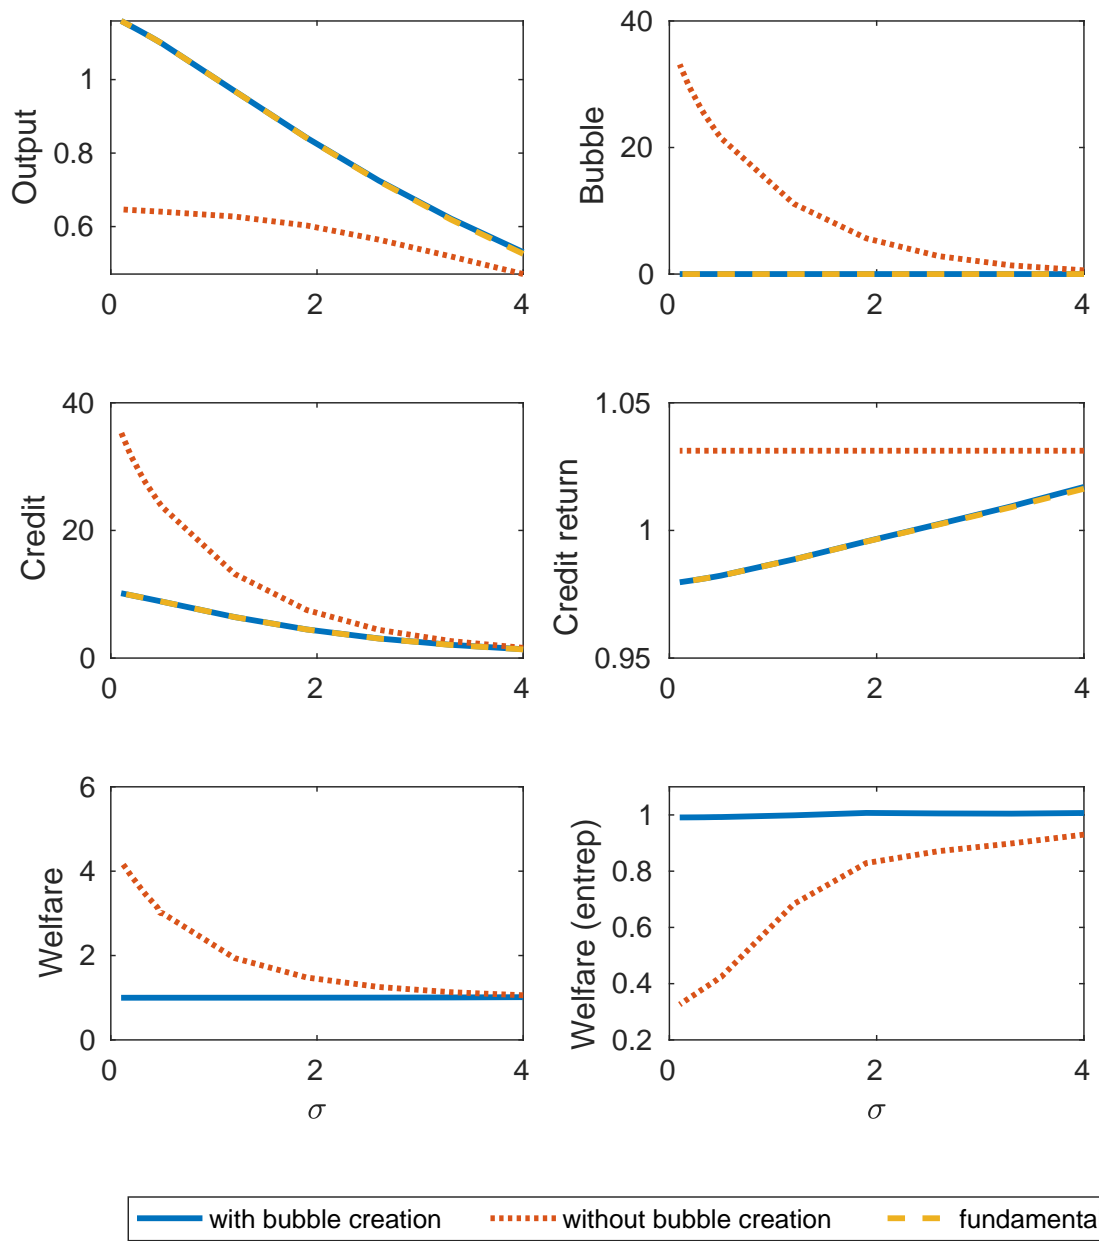 Output
1
0.8
0.6
0 2 4
Bubble
40
20
0
0 2 4
Credit
40
20
0
0 2 4
Credit return
1.05
1
0.95
0 2 4
Welfare
6
4
2
0
0 2 4
σ
Welfare (entrep)
1
0.8
0.6
0.4
0.2
0 2 4
σ
with bubble creation without bubble creation fundamenta